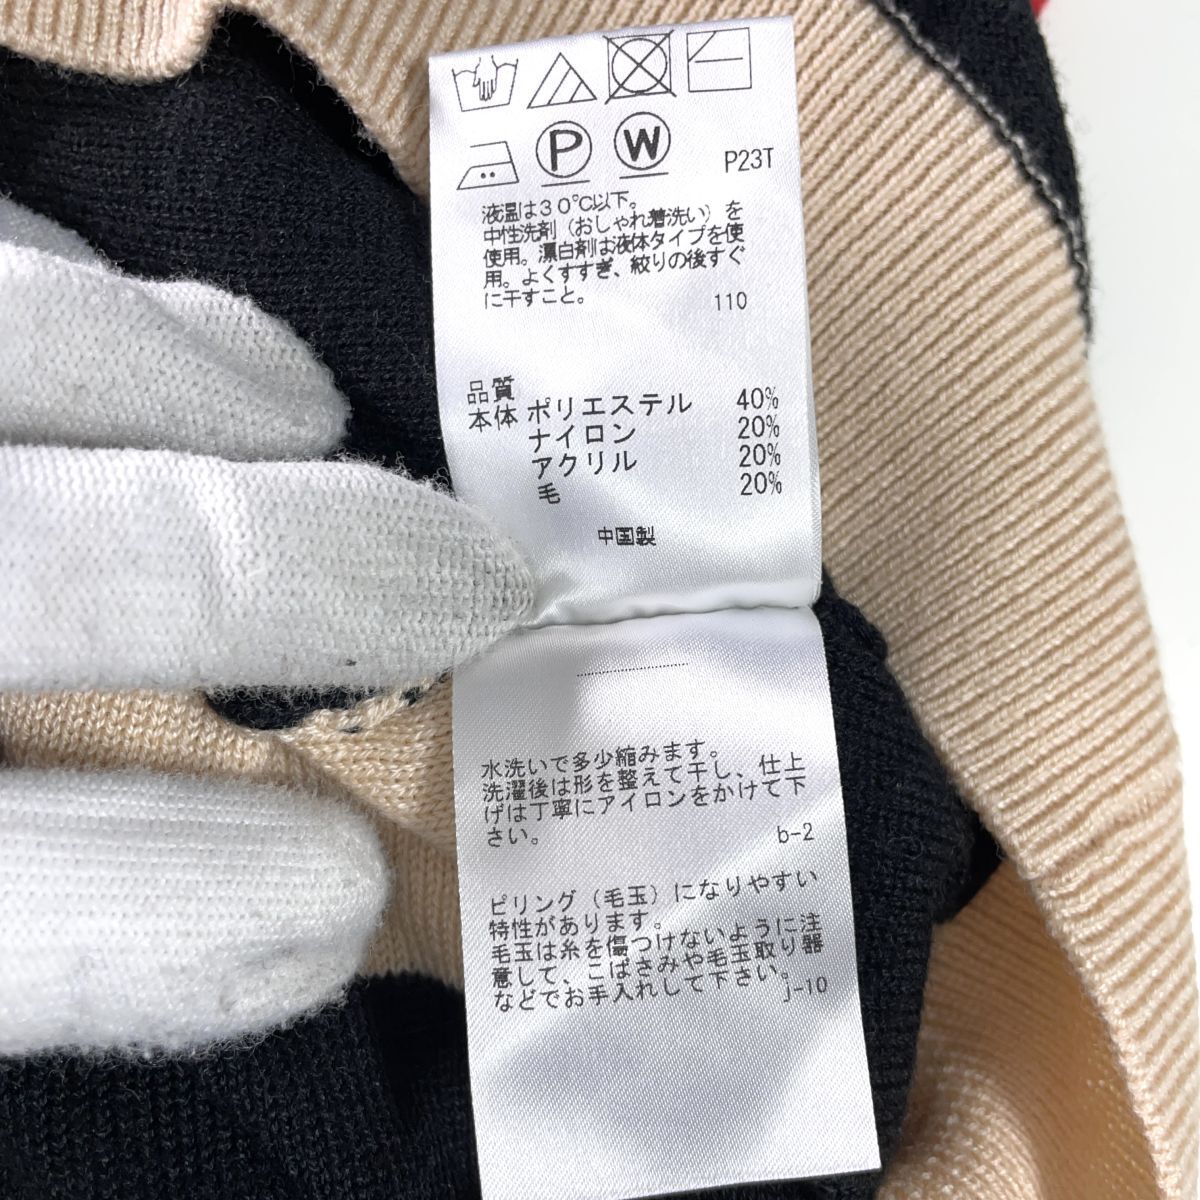 P W P23T
液温は30℃以下。
中性洗剤（おしゃれ着洗い）を
使用。漂白剤は液体タイプを使
用。よくすすぎ、絞りの後すぐ
に干すこと。 110
品質
本体 ポリエステル 40%
ナイロン 20%
アクリル 20%
毛 20%
中国製
水洗いで多少縮みます。
洗濯後は形を整えて干し、仕上
げは丁寧にアイロンをかけて下
さい。 b-2
ピリング（毛玉）になりやすい
特性があります。
毛玉は糸を傷つけないように注
意して、こばさみや毛玉取り器
などでお手入れして下さい。
j-10